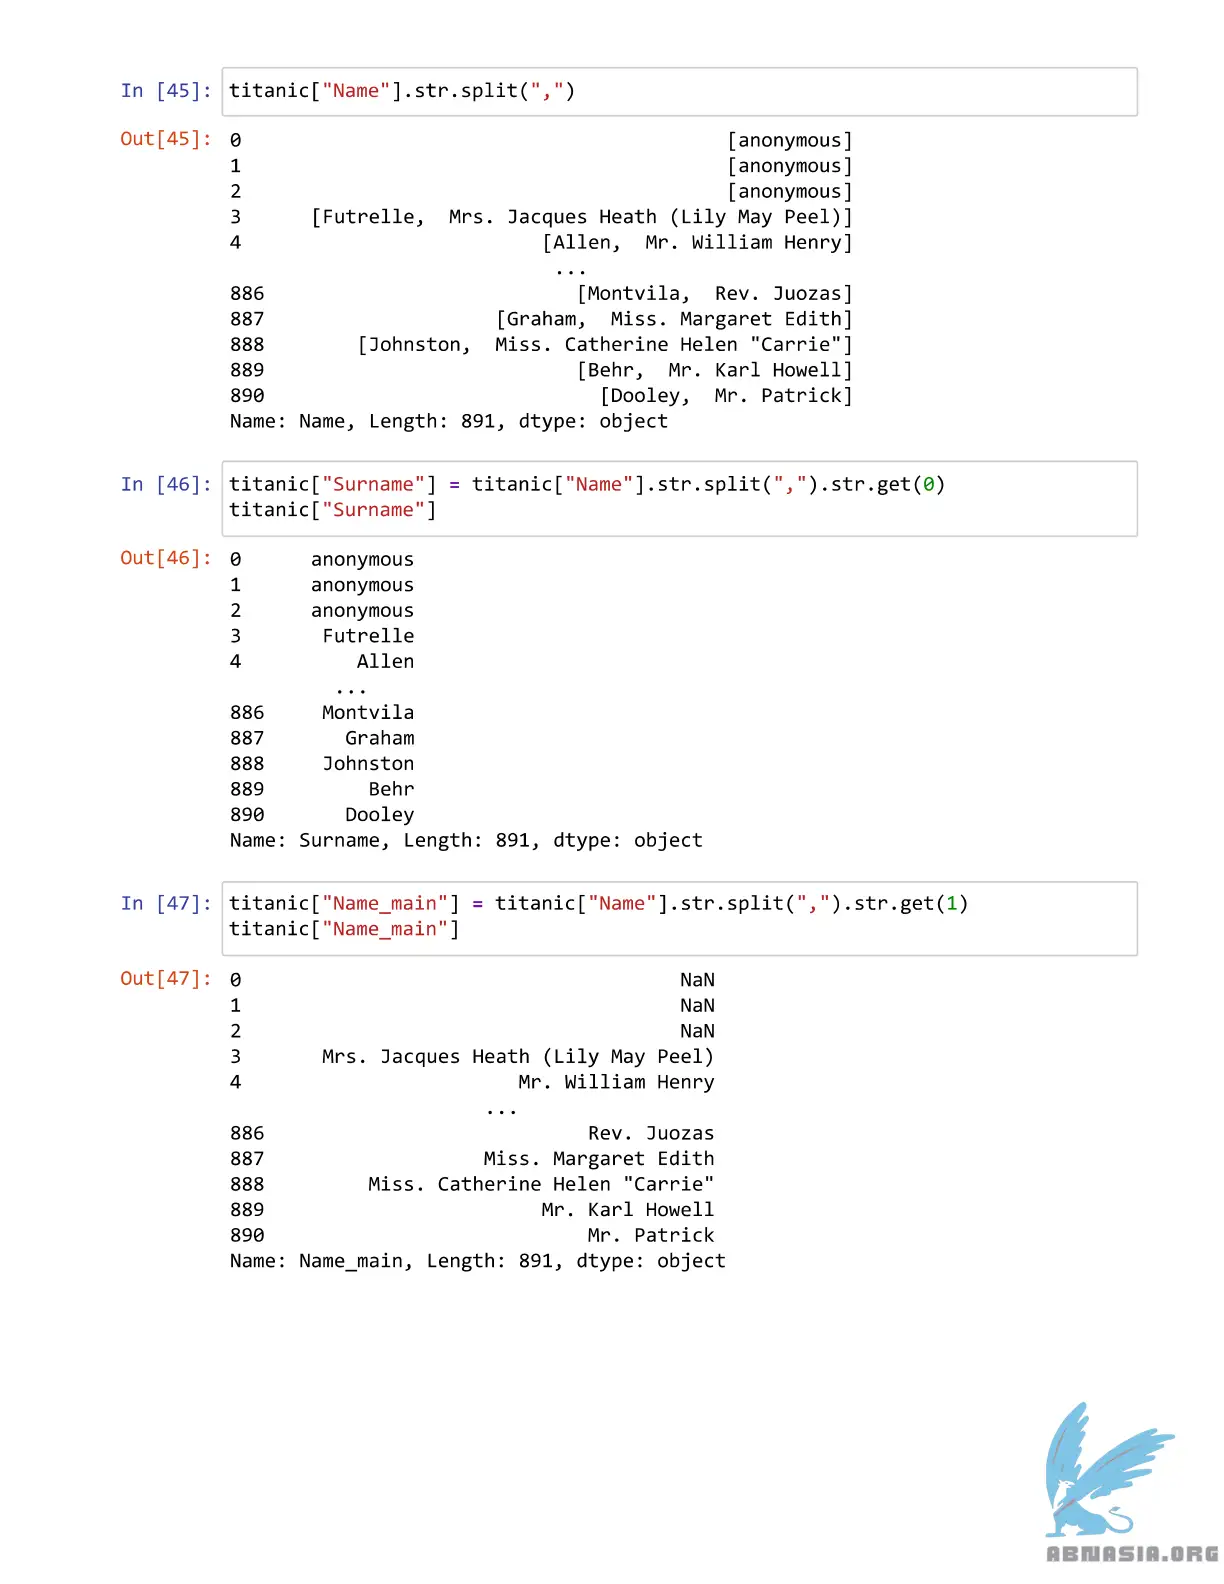 In [45]: titanic["Name"].str.split(",")
Out[45]: 0 [anonymous]
1 [anonymous]
2 [anonymous]
3 [Futrelle,  Mrs. Jacques Heath (Lily May Peel)]
4 [Allen,  Mr. William Henry]
...
886 [Montvila,  Rev. Juozas]
887 [Graham,  Miss. Margaret Edith]
888 [Johnston,  Miss. Catherine Helen "Carrie"]
889 [Behr,  Mr. Karl Howell]
890 [Dooley,  Mr. Patrick]
Name: Name, Length: 891, dtype: object
In [46]: titanic["Surname"] = titanic["Name"].str.split(",").str.get(0)
titanic["Surname"]
Out[46]: 0 anonymous
1 anonymous
2 anonymous
3 Futrelle
4 Allen
...
886 Montvila
887 Graham
888 Johnston
889 Behr
890 Dooley
Name: Surname, Length: 891, dtype: object
In [47]: titanic["Name_main"] = titanic["Name"].str.split(",").str.get(1)
titanic["Name_main"]
Out[47]: 0 NaN
1 NaN
2 NaN
3 Mrs. Jacques Heath (Lily May Peel)
4 Mr. William Henry
...
886 Rev. Juozas
887 Miss. Margaret Edith
888 Miss. Catherine Helen "Carrie"
889 Mr. Karl Howell
890 Mr. Patrick
Name: Name_main, Length: 891, dtype: object
ABNASIA.ORG